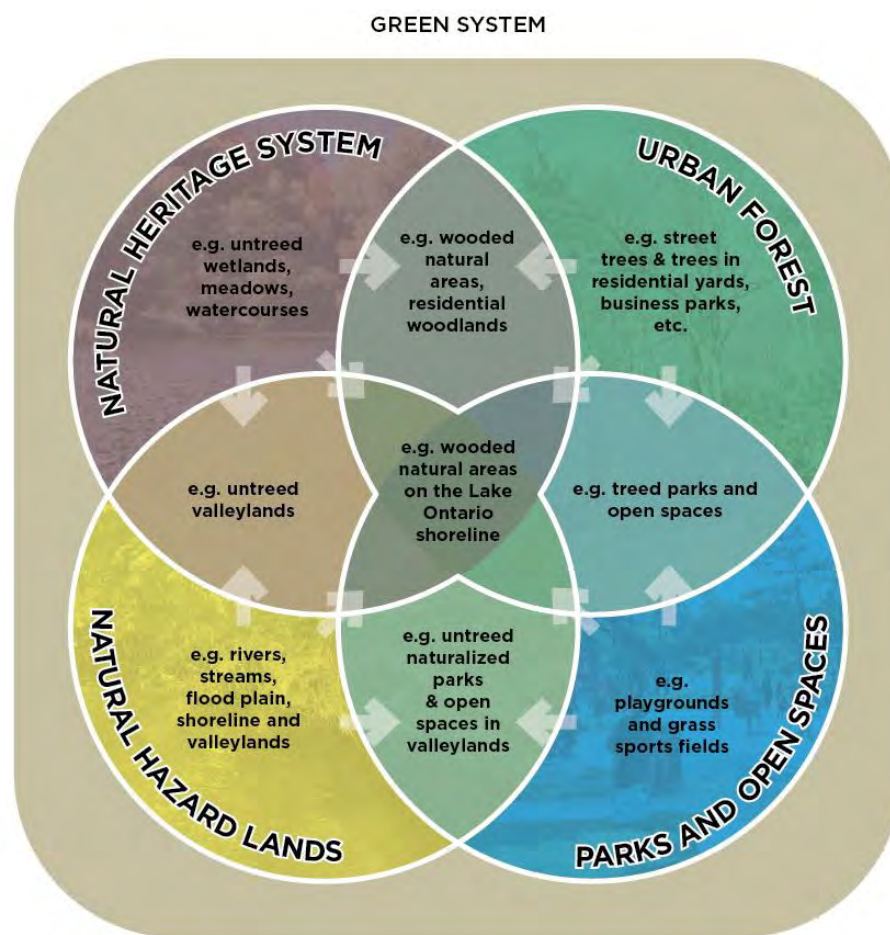 GREEN SYSTEM
NATURAL HERITAGE SYSTEM
URBAN FOREST
e.g. untreed
wetlands,
meadows,
watercourses
e.g. wooded
natural
areas,
residential
woodlands
e.g. street
trees & trees in
residential yards,
business parks,
etc.
e.g. untreed
valleylands
e.g. wooded
natural areas
on the Lake
Ontario
shoreline
e.g. treed parks and
open spaces
NATURAL HAZARD LANDS
e.g. rivers,
streams,
flood plain,
shoreline and
valleylands
e.g. untreed
naturalized
parks
& open
spaces in
valleylands
e.g.
playgrounds
and grass
sports fields
PARKS AND OPEN SPACES